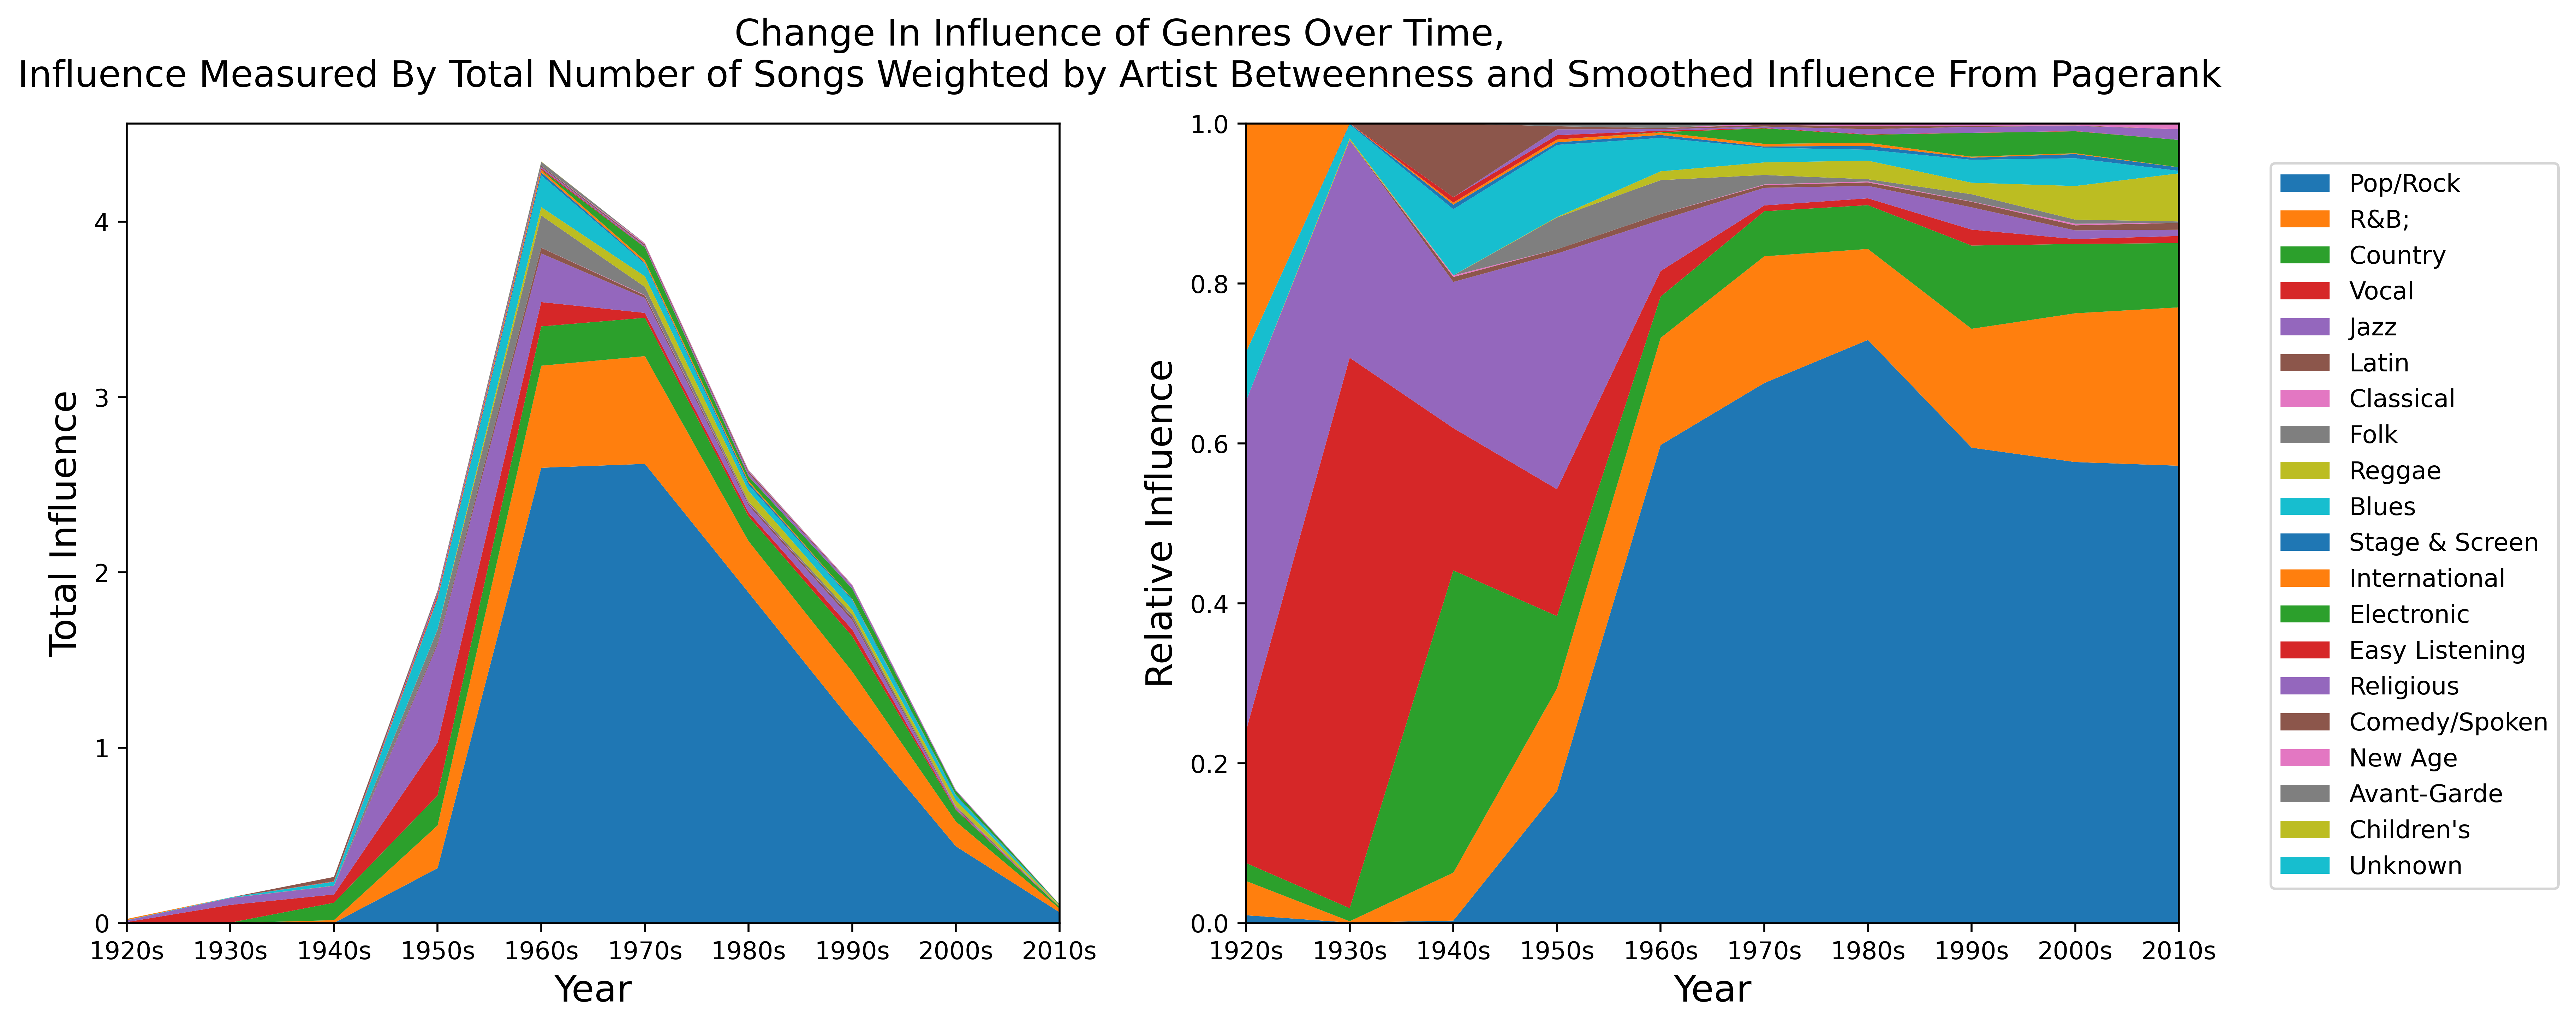 Change In Influence of Genres Over Time,
Influence Measured By Total Number of Songs Weighted by Artist Betweenness and Smoothed Influence From Pagerank
Total Influence
4
3
2
1
0
1920s 1930s 1940s 1950s 1960s 1970s 1980s 1990s 2000s 2010s
Year
Relative Influence
1.0
0.8
0.6
0.4
0.2
0.0
1920s 1930s 1940s 1950s 1960s 1970s 1980s 1990s 2000s 2010s
Year
Pop/Rock
R&B;
Country
Vocal
Jazz
Latin
Classical
Folk
Reggae
Blues
Stage & Screen
International
Electronic
Easy Listening
Religious
Comedy/Spoken
New Age
Avant-Garde
Children's
Unknown